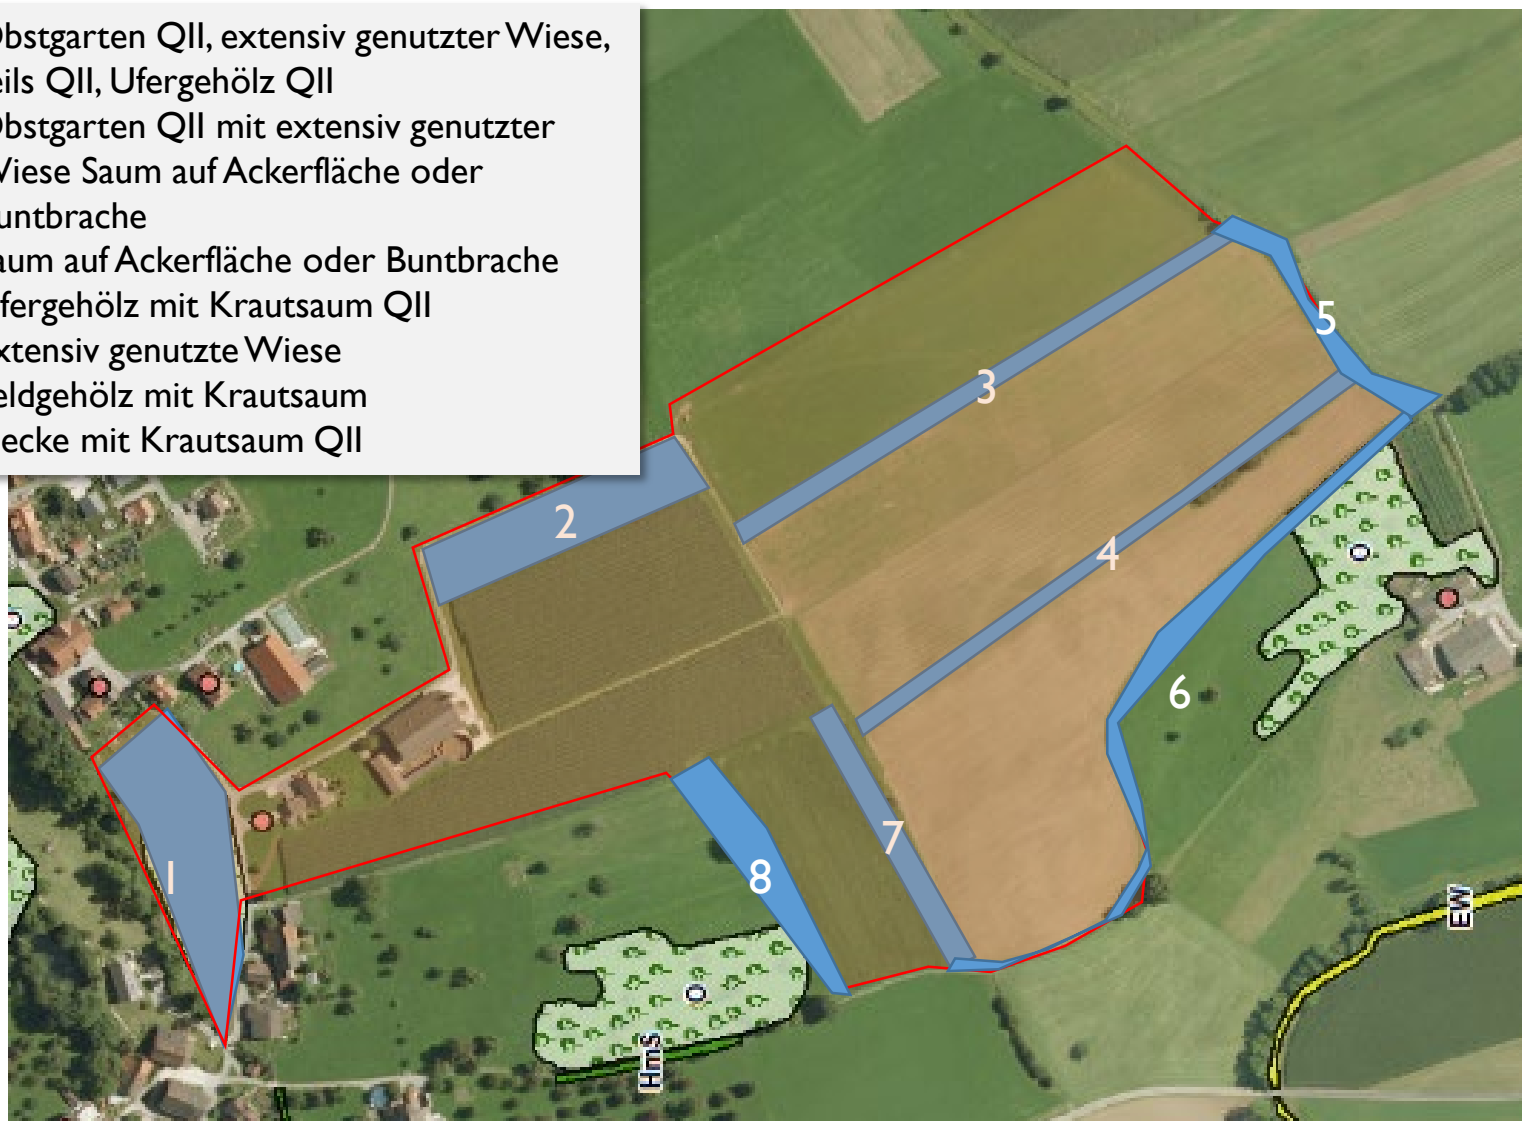 bstgarten QII, extensiv genutzter Wiese,
eils QII, Ufergehölz QII
bstgarten QII mit extensiv genutzter
Wiese Saum auf Ackerfläche oder
untbrache
aum auf Ackerfläche oder Buntbrache
fergehölz mit Krautsaum QII
xtensiv genutzte Wiese
eldgehölz mit Krautsaum
ecke mit Krautsaum QII
5
3
2
4
6
7
8
1
O
O
EW
Hms